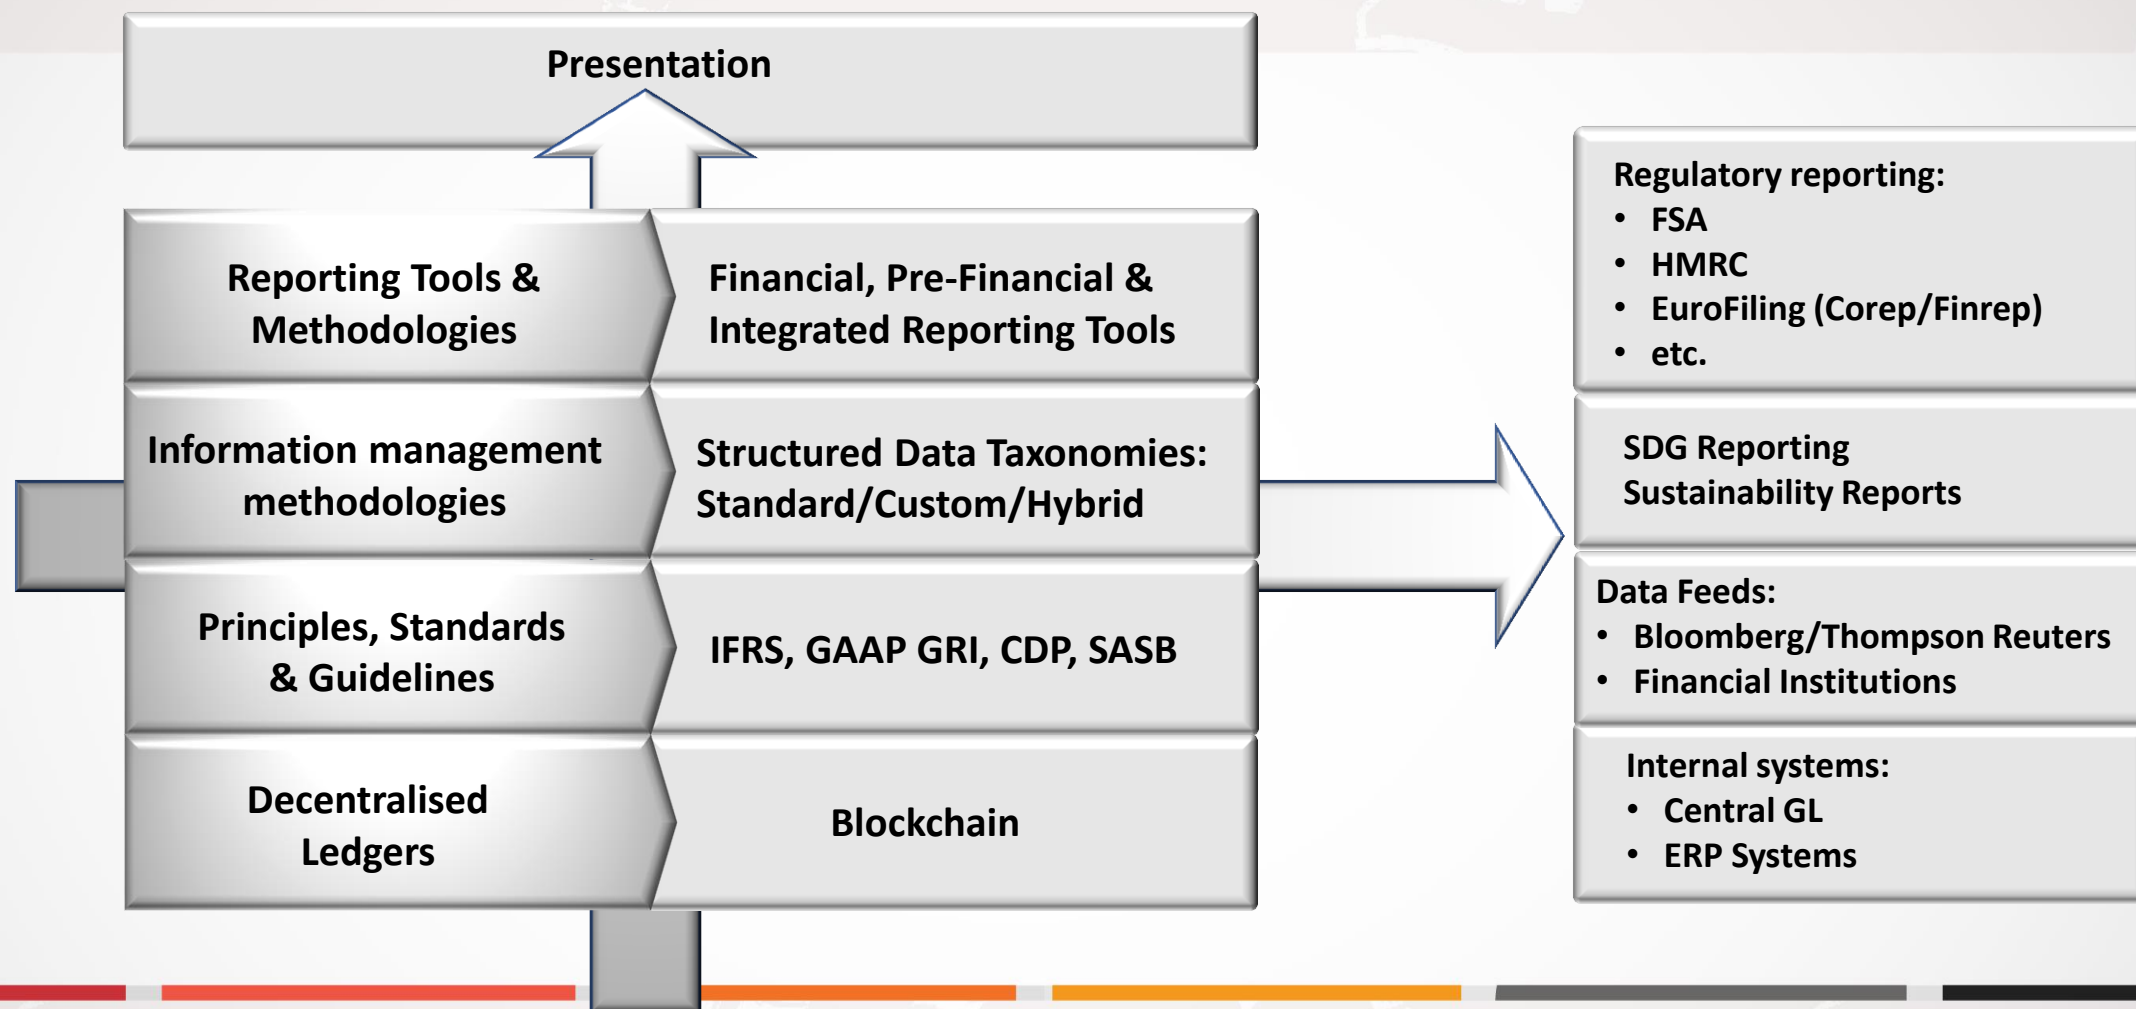 Presentation
Reporting Tools &
Methodologies
Financial, Pre-Financial &
Integrated Reporting Tools
Information management
methodologies
Structured Data Taxonomies:
Standard/Custom/Hybrid
Principles, Standards
& Guidelines
IFRS, GAAP GRI, CDP, SASB
Decentralised
Ledgers
Blockchain
Regulatory reporting:
• FSA
• HMRC
• EuroFiling (Corep/Finrep)
• etc.
SDG Reporting
Sustainability Reports
Data Feeds:
• Bloomberg/Thompson Reuters
• Financial Institutions
Internal systems:
• Central GL
• ERP Systems